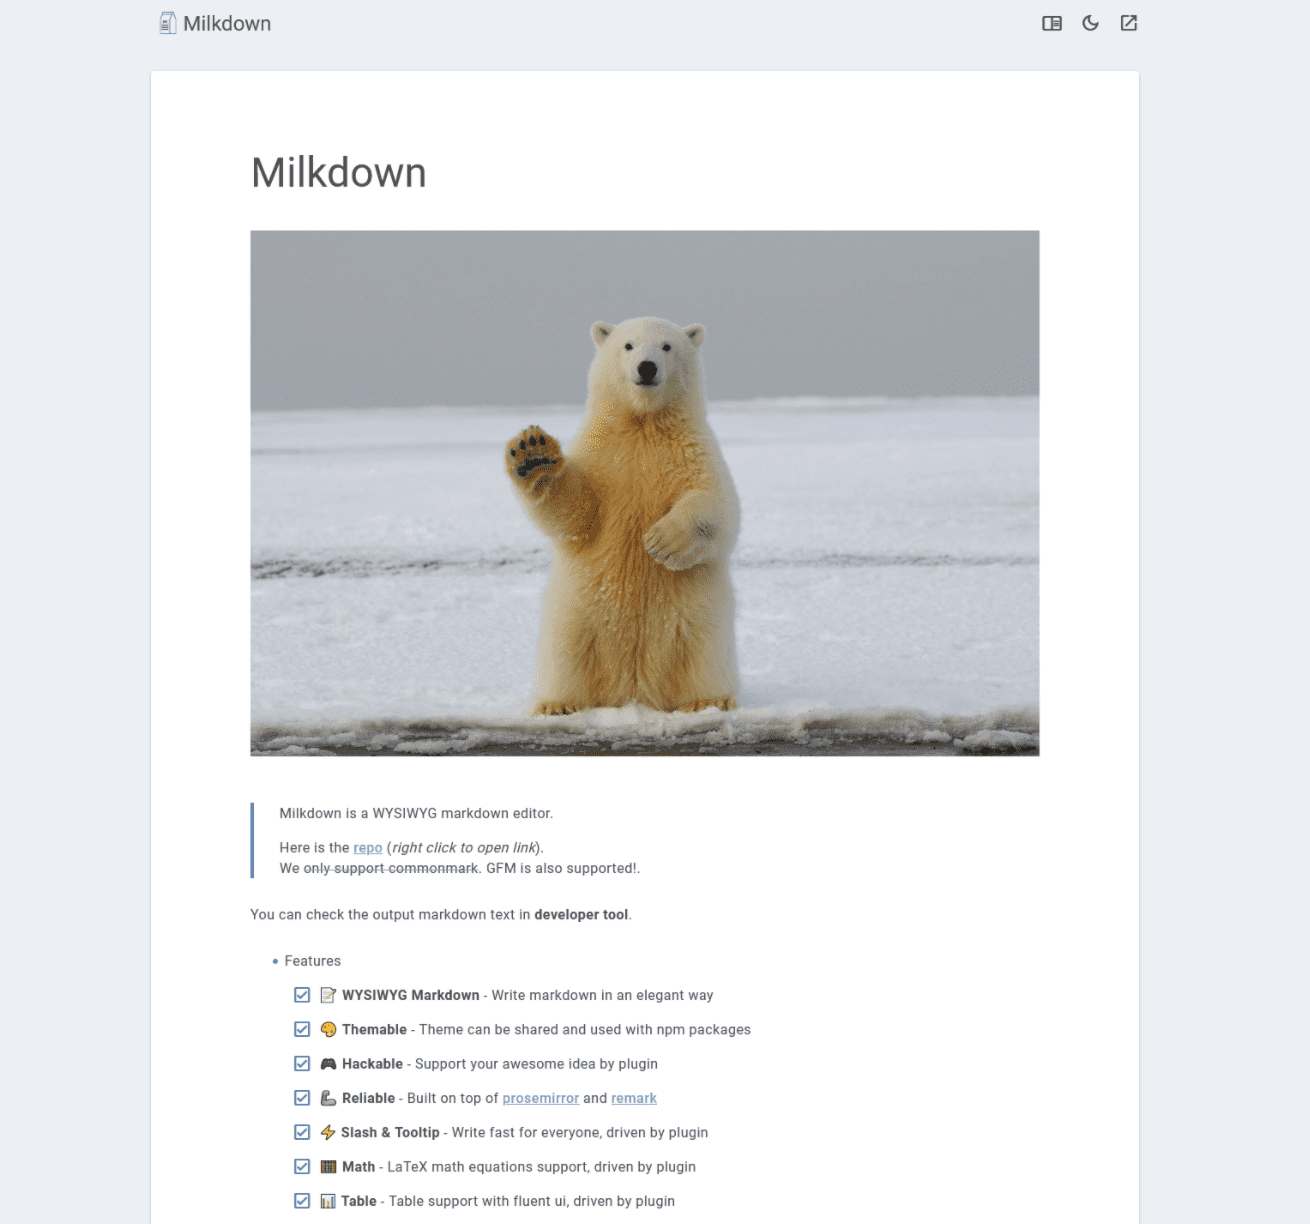 Milkdown
Milkdown
Milkdown is a WYSIWYG markdown editor.
Here is the repo (right click to open link).
We only support commonmark. GFM is also supported!.
You can check the output markdown text in developer tool.
Features
WYSIWYG Markdown - Write markdown in an elegant way
Themable - Theme can be shared and used with npm packages
Hackable - Support your awesome idea by plugin
Reliable - Built on top of prosemirror and remark
Slash & Tooltip - Write fast for everyone, driven by plugin
Math - LaTeX math equations support, driven by plugin
Table - Table support with fluent ui, driven by plugin